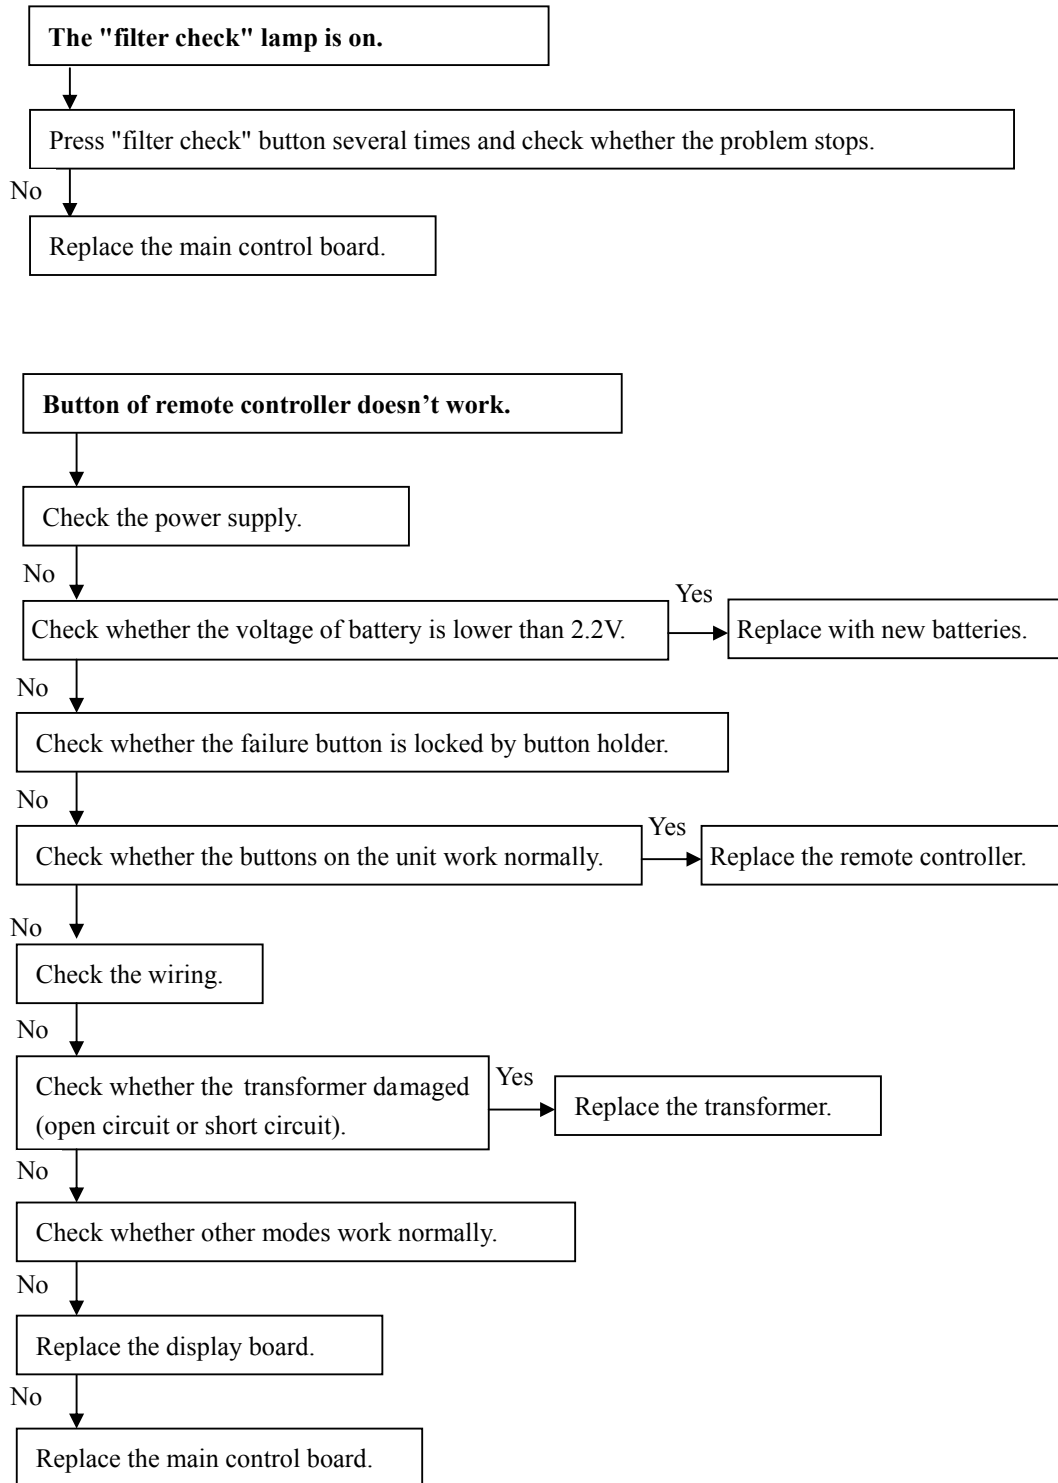 The "filter check" lamp is on.
Press "filter check" button several times and check whether the problem stops.
No
Replace the main control board.
Button of remote controller doesn’t work.
Check the power supply.
No
Yes
Check whether the voltage of battery is lower than 2.2V.
Replace with new batteries.
No
Check whether the failure button is locked by button holder.
No
Yes
Check whether the buttons on the unit work normally.
Replace the remote controller.
No
Check the wiring.
No
Check whether the transformer damaged
(open circuit or short circuit).
Yes
Replace the transformer.
No
Check whether other modes work normally.
No
Replace the display board.
No
Replace the main control board.